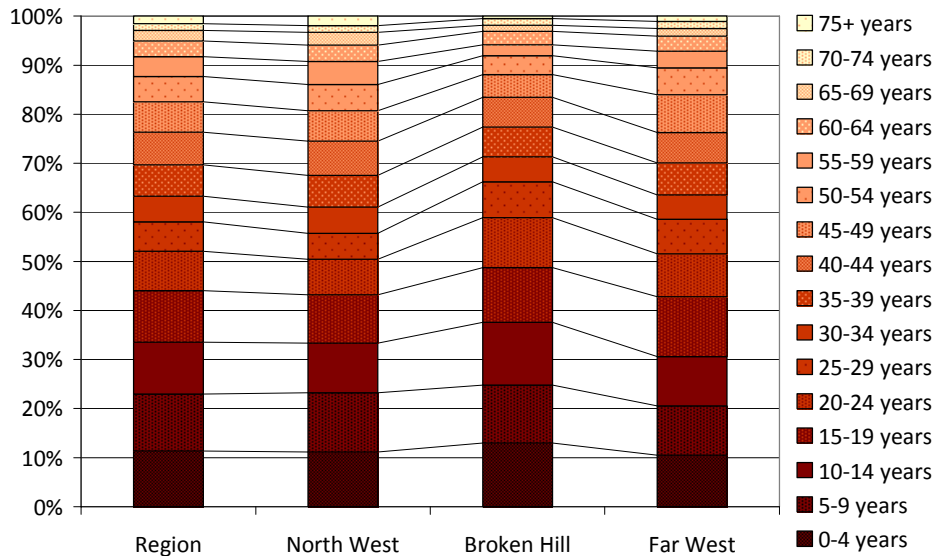 100%
90%
80%
70%
60%
50%
40%
30%
20%
10%
0%
Region
North West
Broken Hill
Far West
75+ years
70-74 years
65-69 years
60-64 years
55-59 years
50-54 years
45-49 years
40-44 years
35-39 years
30-34 years
25-29 years
20-24 years
15-19 years
10-14 years
5-9 years
0-4 years